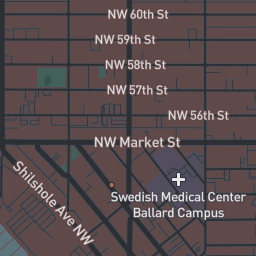 NW 60th St
NW 59th St
NW 58th St
NW 57th St
NW 56th St
NW Market St
Shilshole Ave NW
Swedish Medical Center
Ballard Campus